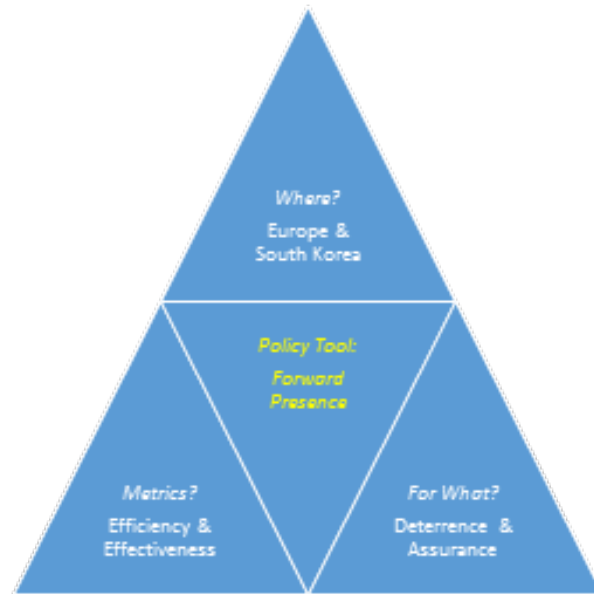 Where?
Europe &
South Korea
Policy Tool:
Forward
Presence
Metrics?
Efficiency &
Effectiveness
For What?
Deterrence &
Assurance